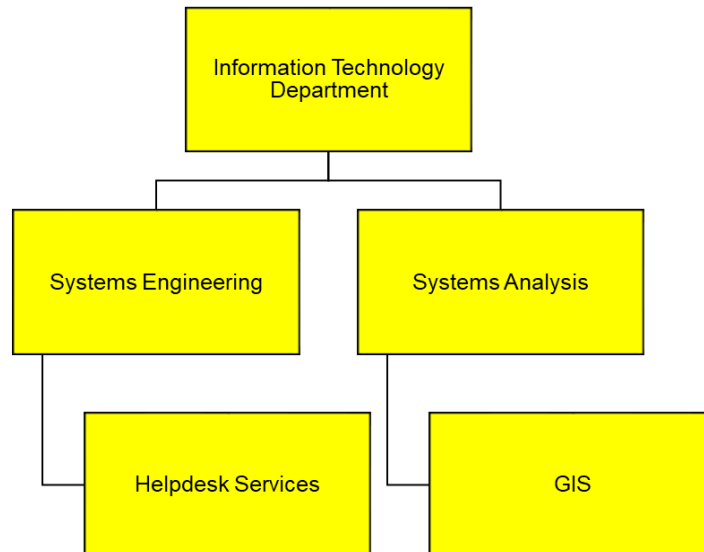 Information Technology
Department
Systems Engineering
Systems Analysis
Helpdesk Services
GIS